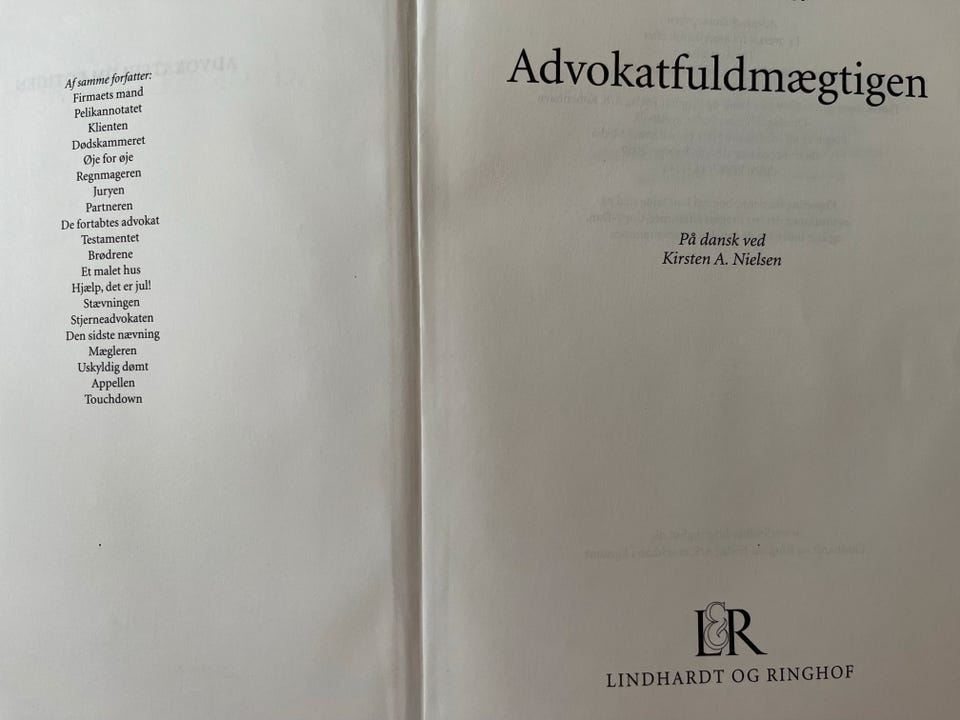 Af samme forfatter:
Firmaets mand
Pelikannotatet
Klienten
Dødskammeret
Øje for øje
Regnmageren
Juryen
Partneren
De fortabtes advokat
Testamentet
Brødrene
Et malet hus
Hjælp, det er jul!
Stævningen
Stjerneadvokaten
Den sidste nævning
Mægleren
Uskyldig dømt
Appellen
Touchdown
Advokatfuldmægtigen
På dansk ved
Kirsten A. Nielsen
L&R
LINDHARDT OG RINGHOF